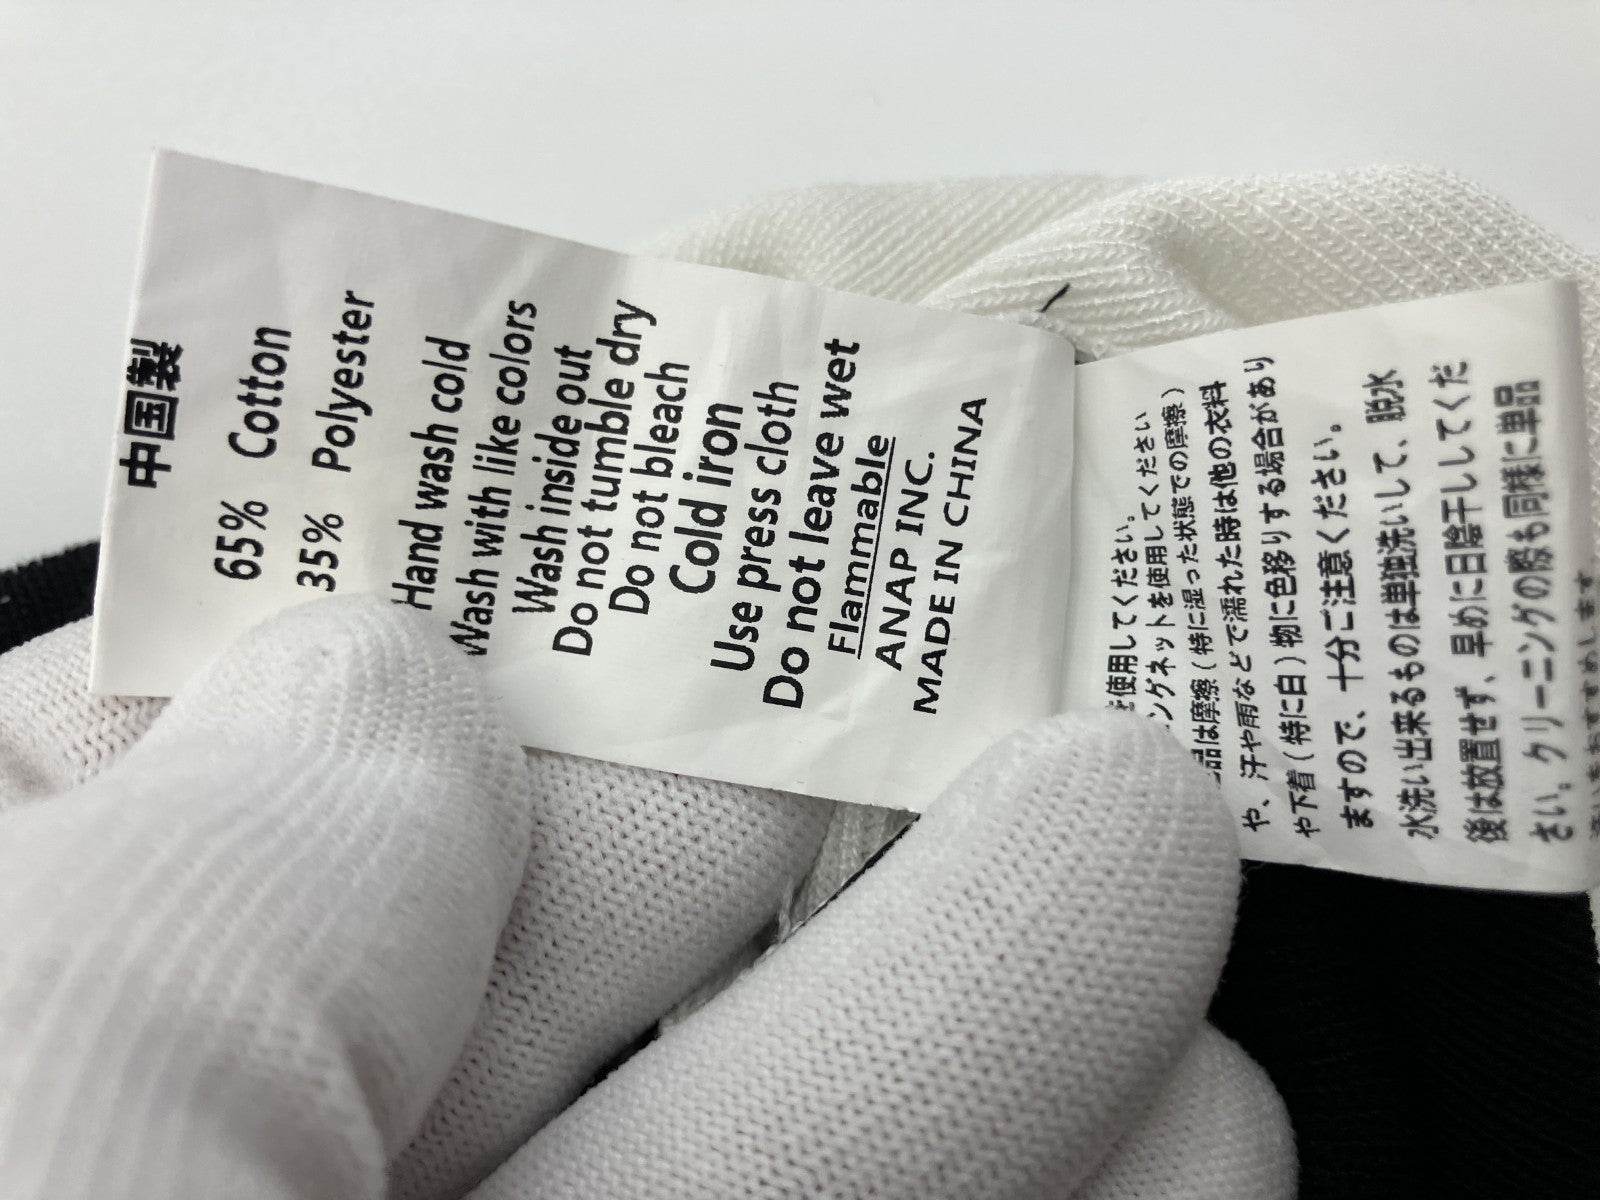 中国製
65% Cotton
35% Polyester
Hand wash cold
Wash with like colors
Wash inside out
Do not tumble dry
Do not bleach
Cold iron
Use press cloth
Do not leave wet
Flammable
ANAP INC.
MADE IN CHINA
を使用してください。
ングネットを使用してください
品は摩擦(特に湿った状態での摩擦)
や、汗や雨などで濡れた時は他の衣料
や下着(特に白)物に色移りする場合があり
ますので、十分ご注意ください。
水洗い出来るものは単独洗いして、脱水
後は放置せず、早めに日陰干ししてくだ
さい。クリーニングの際も同様に単品
をおすすめします